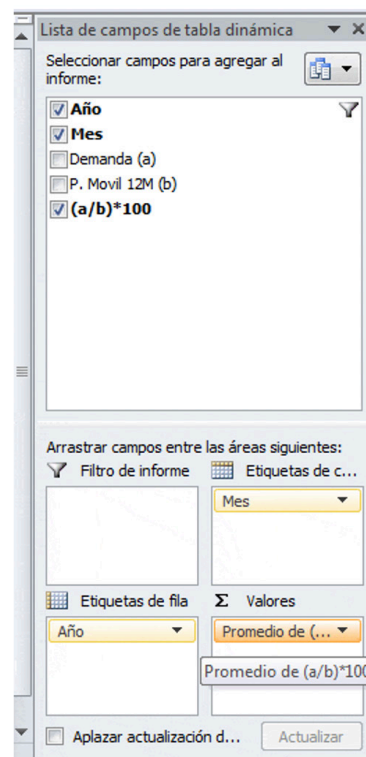 Lista de campos de tabla dinámica
Seleccionar campos para agregar al
informe:
Año
Mes
Demanda (a)
P. Movil 12M (b)
(a/b)*100
Arrastrar campos entre las áreas siguientes:
Filtro de informe
Etiquetas de c...
Mes
Etiquetas de fila
Σ Valores
Año
Promedio de (...
Promedio de (a/b)*100
Aplazar actualización d...
Actualizar